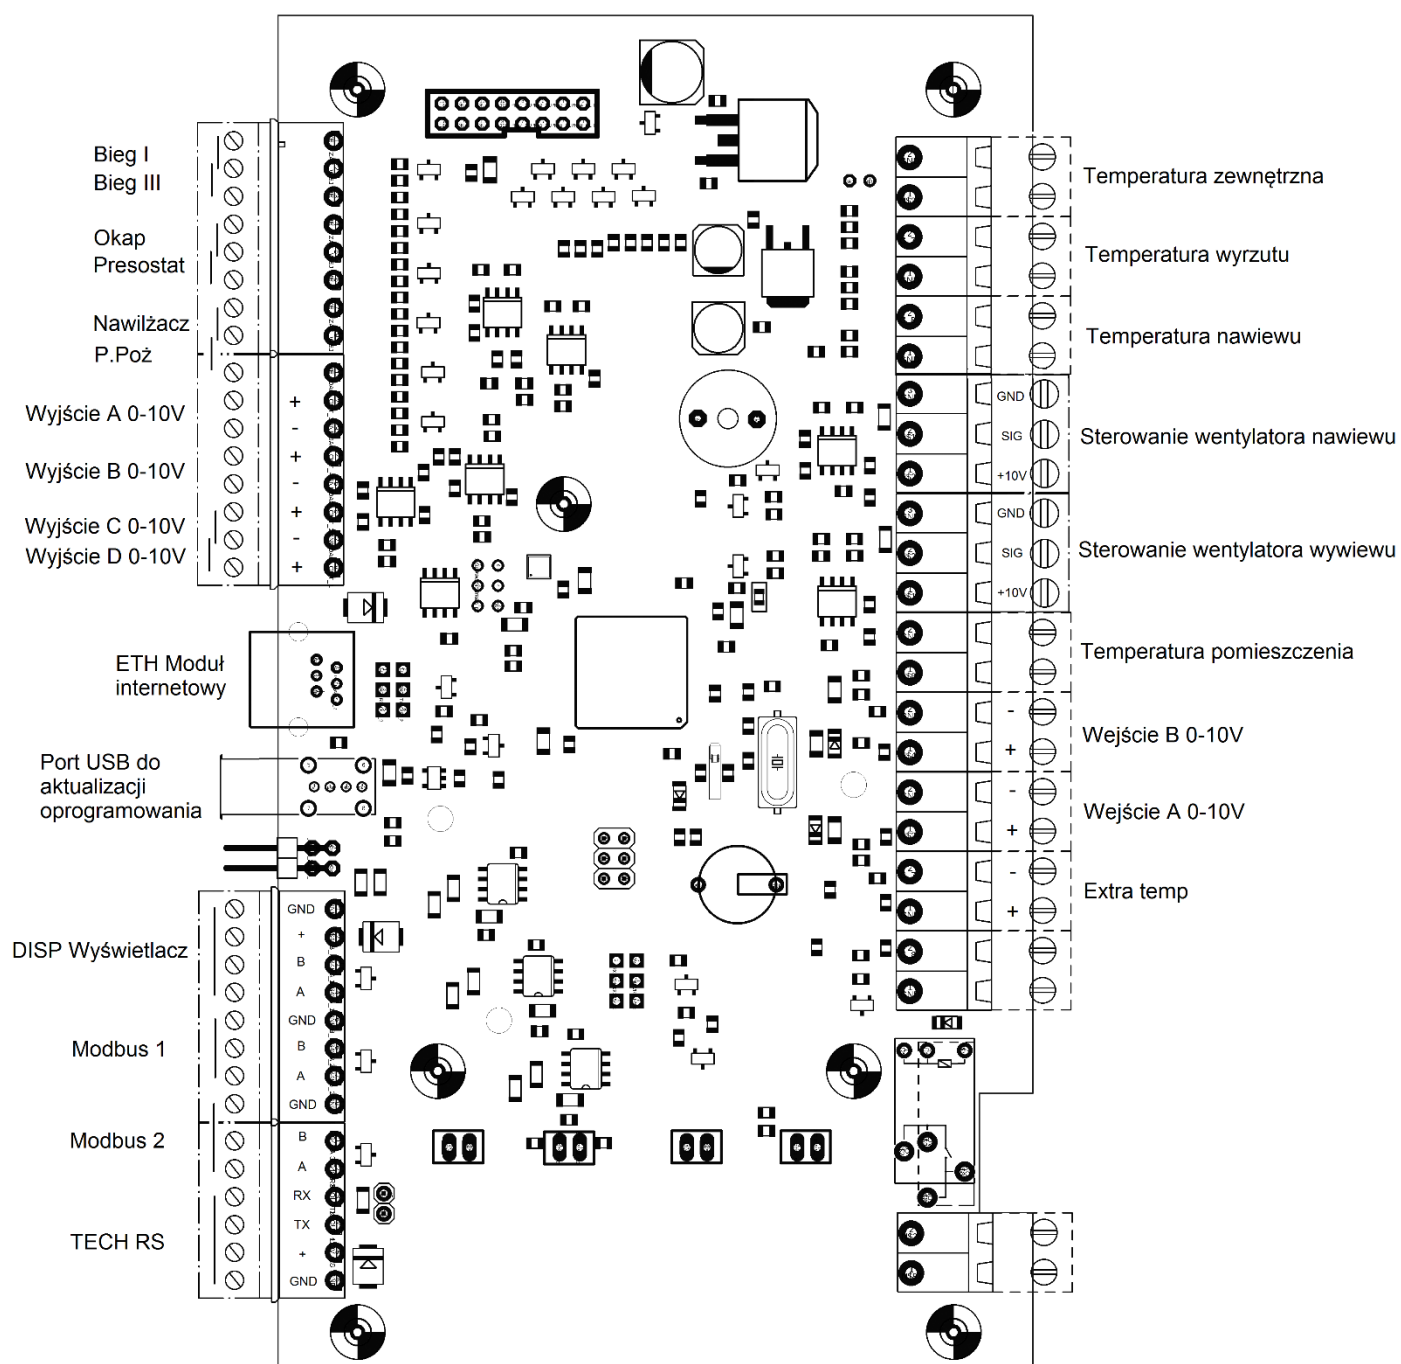 Bieg I
Bieg III
Okap
Presostat
Nawilżacz
P.Poż
Wyjście A 0-10V
+
-
Wyjście B 0-10V
+
-
Wyjście C 0-10V
+
-
Wyjście D 0-10V
+
ETH Moduł
internetowy
Port USB do
aktualizacji
oprogramowania
DISP Wyświetlacz
GND
+
B
A
Modbus 1
GND
B
A
Modbus 2
GND
B
A
TECH RS
RX
TX
+
GND
Temperatura zewnętrzna
Temperatura wyrzutu
Temperatura nawiewu
GND
SIG
+10V
Sterowanie wentylatora nawiewu
GND
SIG
+10V
Sterowanie wentylatora wywiewu
Temperatura pomieszczenia
-
+
Wejście B 0-10V
-
+
Wejście A 0-10V
-
+
Extra temp